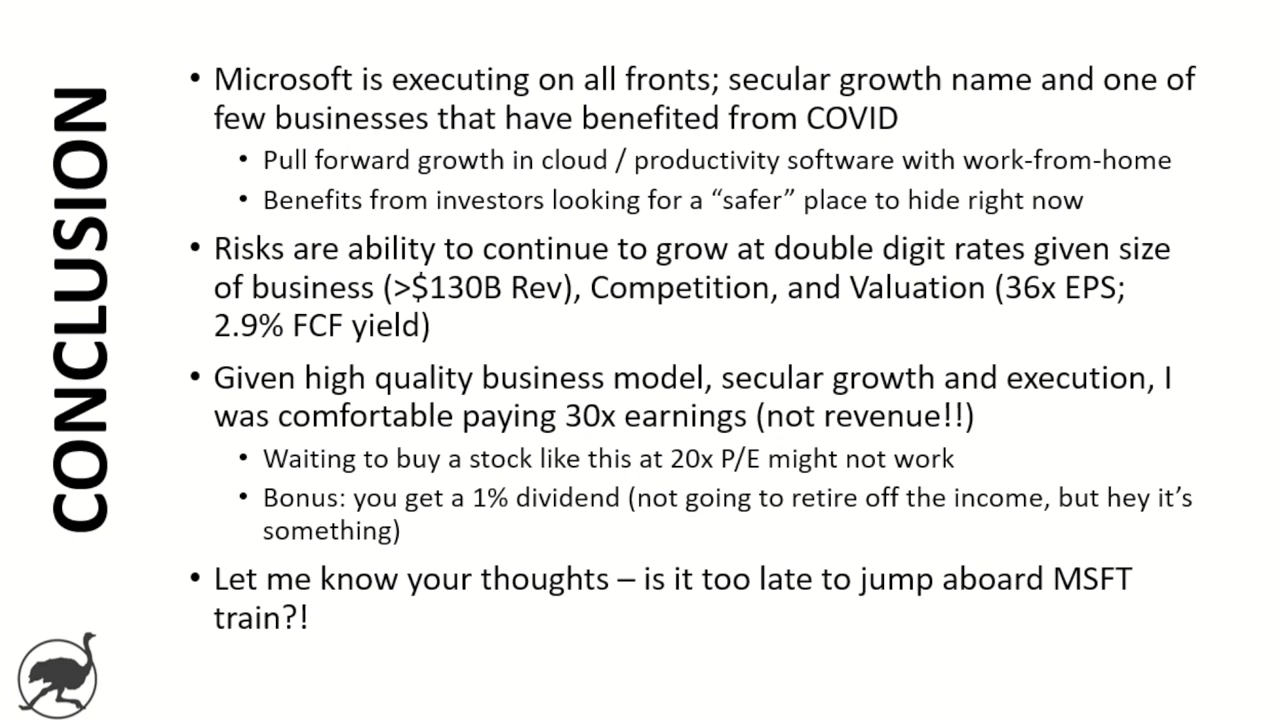 CONCLUSION
• Microsoft is executing on all fronts; secular growth name and one of
few businesses that have benefited from COVID
• Pull forward growth in cloud / productivity software with work-from-home
• Benefits from investors looking for a “safer” place to hide right now
• Risks are ability to continue to grow at double digit rates given size
of business (>$130B Rev), Competition, and Valuation (36x EPS;
2.9% FCF yield)
• Given high quality business model, secular growth and execution, I
was comfortable paying 30x earnings (not revenue!!)
• Waiting to buy a stock like this at 20x P/E might not work
• Bonus: you get a 1% dividend (not going to retire off the income, but hey it’s
something)
• Let me know your thoughts – is it too late to jump aboard MSFT
train?!